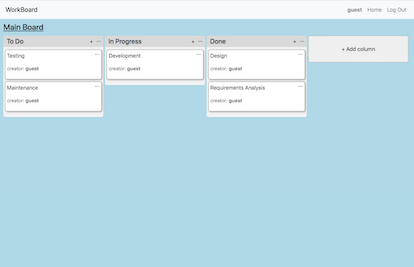 WorkBoard
guest Home Log Out
Main Board
To Do + ...
Testing ...
creator: guest
Maintenance ...
creator: guest
In Progress + ...
Development ...
creator: guest
Done + ...
Design ...
creator: guest
Requirements Analysis ...
creator: guest
+ Add column